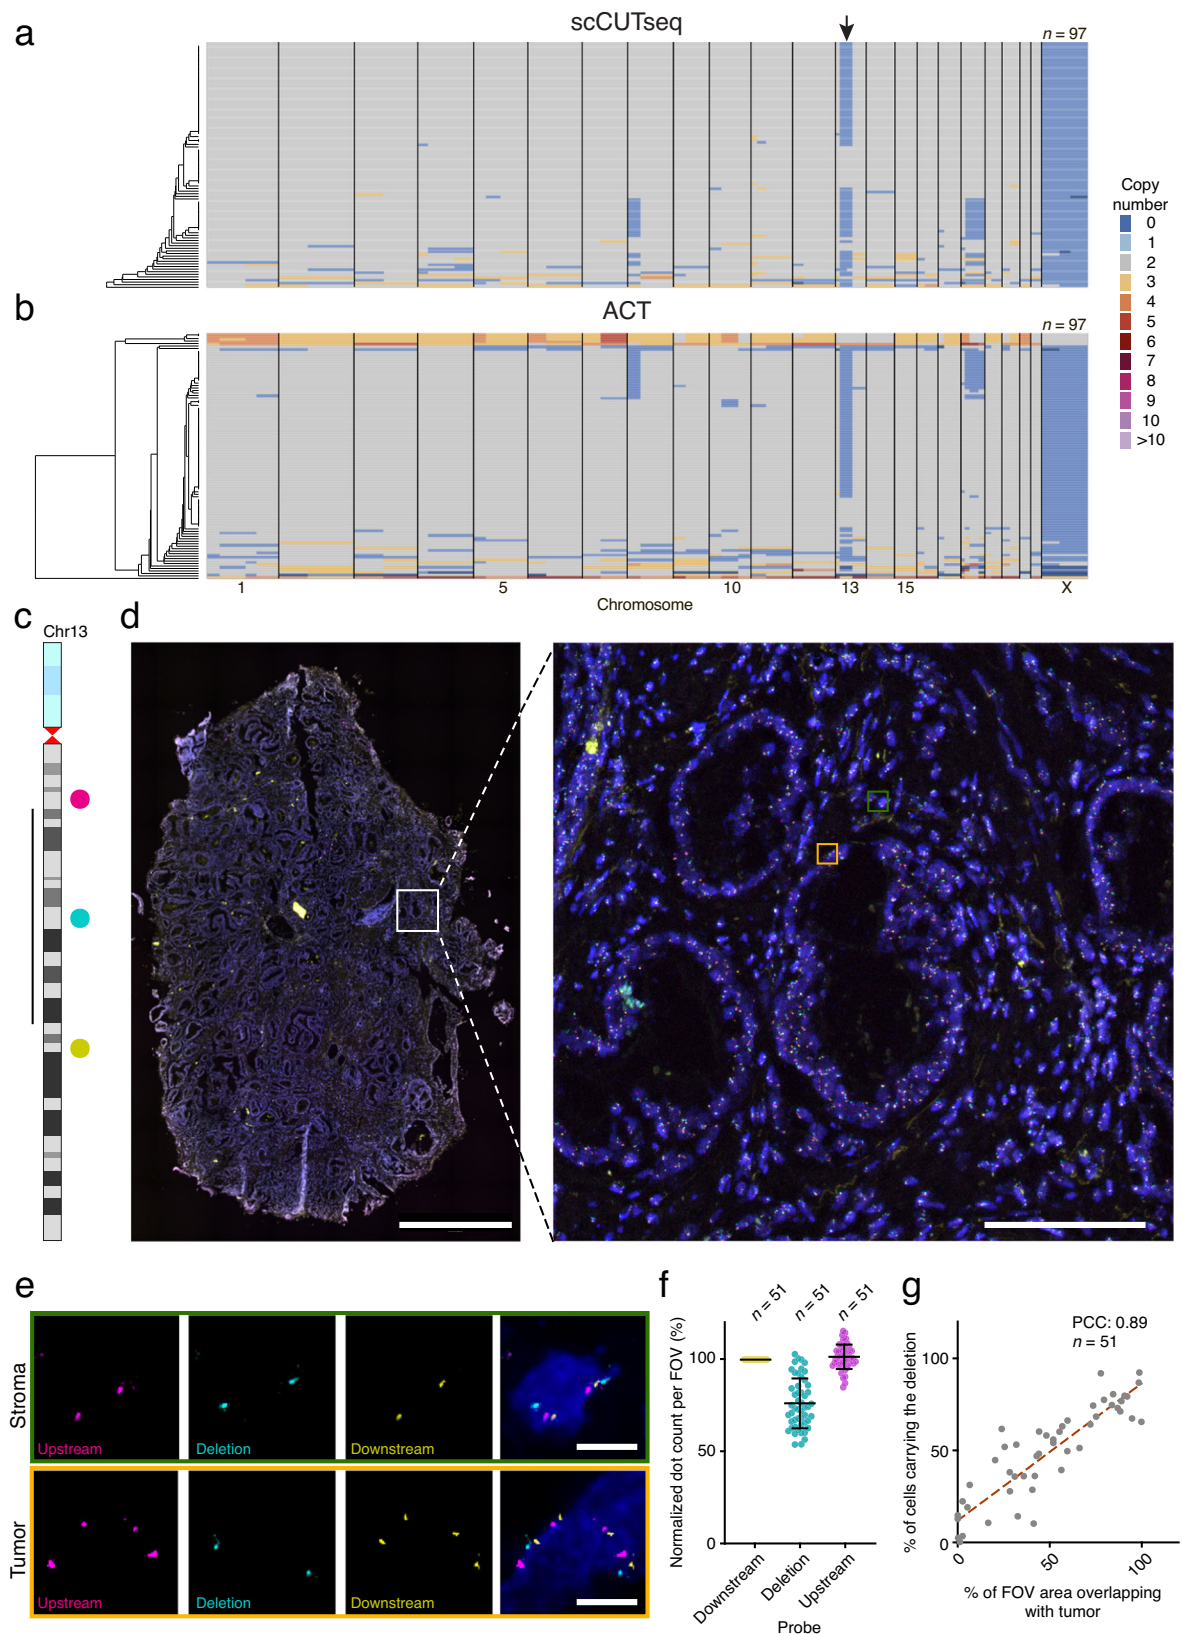 a
scCUTseq
n = 97
Copy
number
0
1
2
3
4
5
6
7
8
9
10
>10
b
ACT
n = 97
1
5
10
13
15
X
Chromosome
c
Chr13
d
e
Stroma
Upstream
Deletion
Downstream
Tumor
Upstream
Deletion
Downstream
f
n = 51
n = 51
n = 51
Normalized dot count per FOV (%)
100
50
0
Downstream
Deletion
Upstream
Probe
g
PCC: 0.89
n = 51
% of cells carrying the deletion
100
50
0
0
50
100
% of FOV area overlapping
with tumor